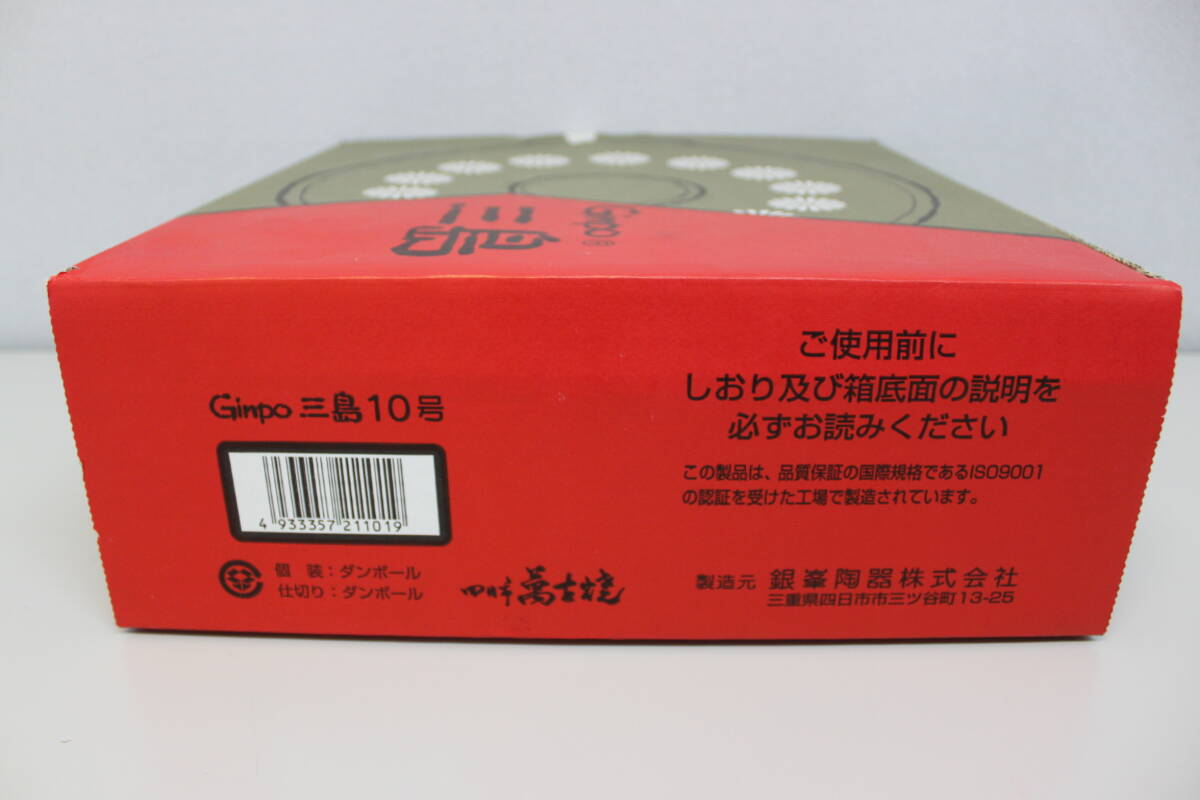 Ginpo®
三島
Ginpo 三島10号
4 933357 211019
個 装：ダンボール
仕切り：ダンボール
四日市 萬古焼
ご使用前に
しおり及び箱底面の説明を
必ずお読みください
この製品は、品質保証の国際規格であるISO9001
の認証を受けた工場で製造されています。
製造元 銀峯陶器株式会社
三重県四日市市三ツ谷町13-25